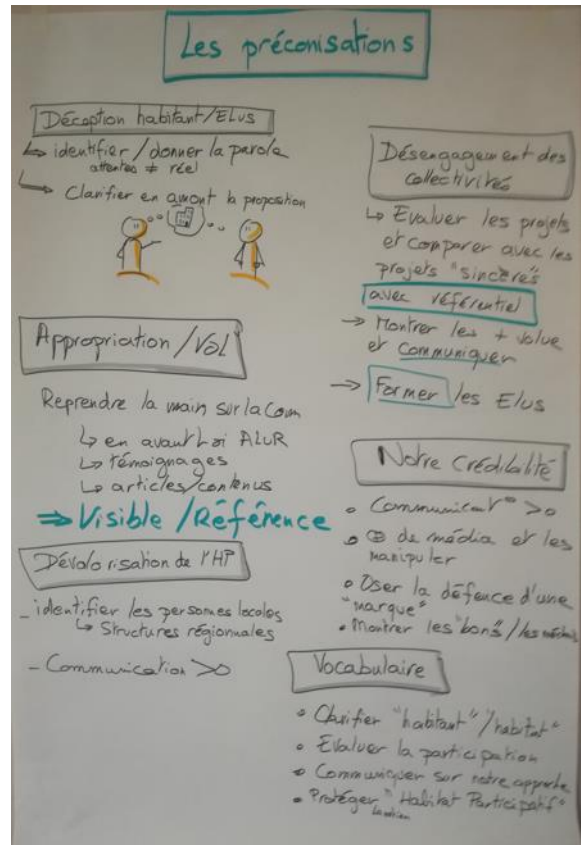 Les préconisations
Déception habitant/Elus
↳ identifier / donner la parole
attentes ≠ réel
↳ Clarifier en amont la proposition
Appropriation / Vol
Reprendre la main sur la Com
↳ en avant Loi ALUR
↳ témoignages
↳ articles/contenus
⇒ Visible / Référence
Dévalorisation de l'HP
- identifier les personnes locales
↳ Structures régionales
- Communication >0
Désengagement des
collectivités
↳ Evaluer les projets
et comparer avec les
projets "sincères"
avec référentiel
→ Montrer les + value
et communiquer
→ Former les Elus
Notre Crédibilité
• Communicat° >0
• de média et les
manipuler
• Oser la défence d'une
"marque"
• Montrer les "bons" / les
Vocabulaire
• Clarifier "habitant" / "habitat"
• Evaluer la participation
• Communiquer sur notre approche
• Protéger "Habitat Participatif"